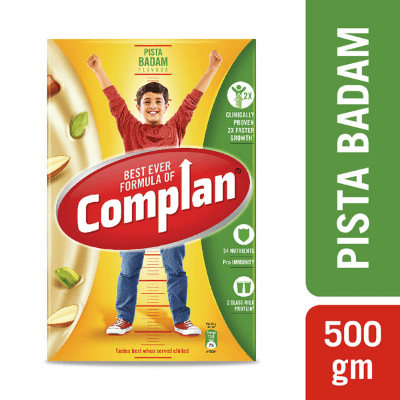 PISTA
BADAM
FLAVOUR
2X
CLINICALLY
PROVEN
2X FASTER
GROWTH
BEST EVER
FORMULA OF
Complan
34 NUTRIENTS
Pro IMMUNITY
2 GLASS MILK
PROTEIN
Tastes best when served chilled
PISTA BADAM
500
gm